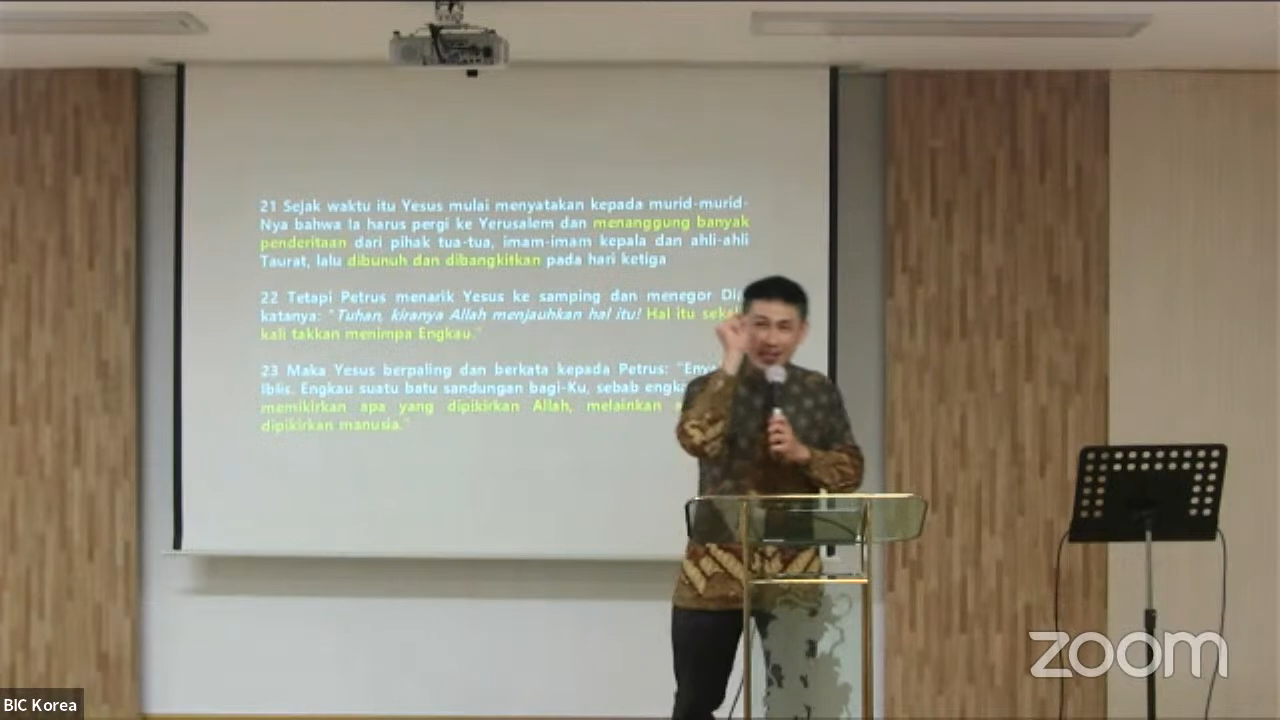 21 Sejak waktu itu Yesus mulai menyatakan kepada murid-murid-
Nya bahwa Ia harus pergi ke Yerusalem dan menanggung banyak
penderitaan dari pihak tua-tua, imam-imam kepala dan ahli-ahli
Taurat, lalu dibunuh dan dibangkitkan pada hari ketiga
22 Tetapi Petrus menarik Yesus ke samping dan menegor
katanya: "Tuhan, kiranya Allah menjauhkan hal itu! Hal itu
kali takkan menimpa Engkau."
23 Maka Yesus berpaling dan berkata kepada Petrus:
Iblis. Engkau suatu batu sandungan bagi-Ku, sebab
memikirkan apa yang dipikirkan Allah, melainkan
dipikirkan manusia."
zoom
BIC Korea